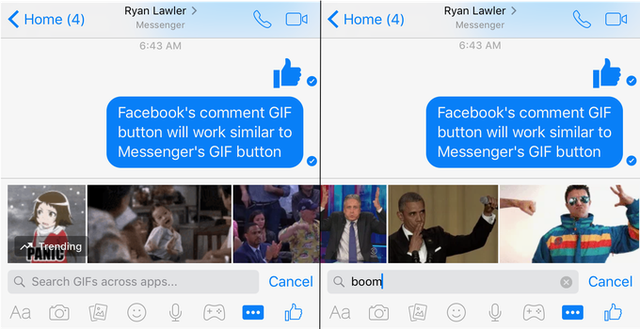 Home (4)
Ryan Lawler
Messenger
6:43 AM
Facebook's comment GIF
button will work similar to
Messenger's GIF button
Trending
PANIC
Search GIFs across apps...
Cancel
Aa
Home (4)
Ryan Lawler
Messenger
6:43 AM
Facebook's comment GIF
button will work similar to
Messenger's GIF button
boom
Cancel
Aa